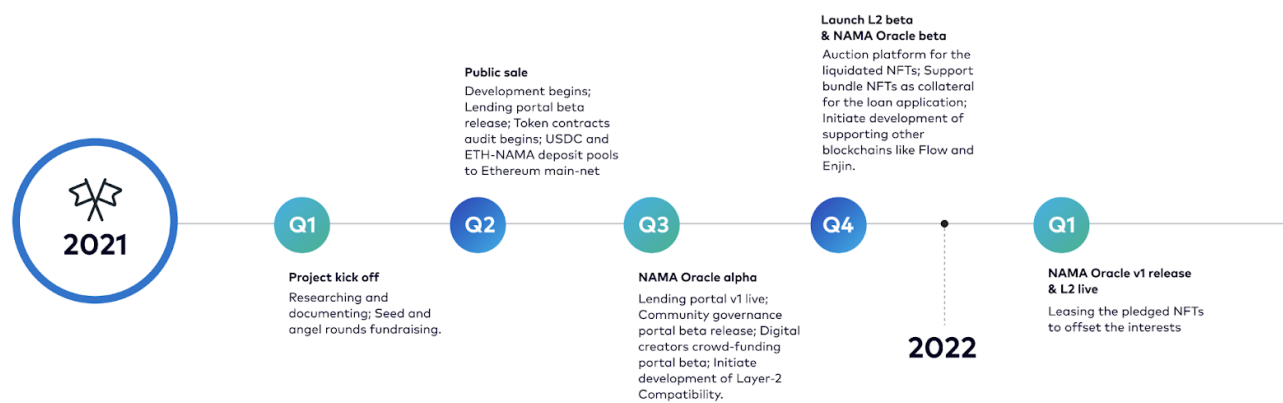 2021
Q1
Project kick off
Researching and
documenting; Seed and
angel rounds fundraising.
Public sale
Development begins;
Lending portal beta
release; Token contracts
audit begins; USDC and
ETH-NAMA deposit pools
to Ethereum main-net
Q2
Q3
NAMA Oracle alpha
Lending portal v1 live;
Community governance
portal beta release; Digital
creators crowd-funding
portal beta; Initiate
development of Layer-2
Compatibility.
Launch L2 beta
& NAMA Oracle beta
Auction platform for the
liquidated NFTs; Support
bundle NFTs as collateral
for the loan application;
Initiate development of
supporting other
blockchains like Flow and
Enjin.
Q4
2022
Q1
NAMA Oracle v1 release
& L2 live
Leasing the pledged NFTs
to offset the interests